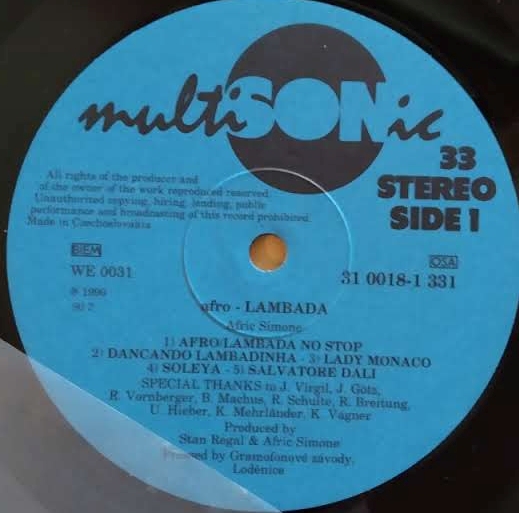 multiSONic
33
STEREO
SIDE 1
All rights of the producer and
of the owner of the work reproduced reserved.
Unauthorized copying, hiring, lending, public
performance and broadcasting of this record prohibited.
Made in Czechoslovakia
BIEM
WE 0031
℗ 1990
OSA
31 0018-1 331
afro - LAMBADA
Afric Simone
1) AFRO/LAMBADA NO STOP
2) DANCANDO LAMBADINHA - 3) LADY MONACO
4) SOLEYA - 5) SALVATORE DALI
SPECIAL THANKS to J. Virgil, J. Götz,
R. Vornberger, B. Machus, R. Schulte, R. Breitung,
U. Hieber, K. Mehrländer, K. Vágner
Produced by
Stan Regal & Afric Simone
Pressed by Gramofonové závody,
Loděnice